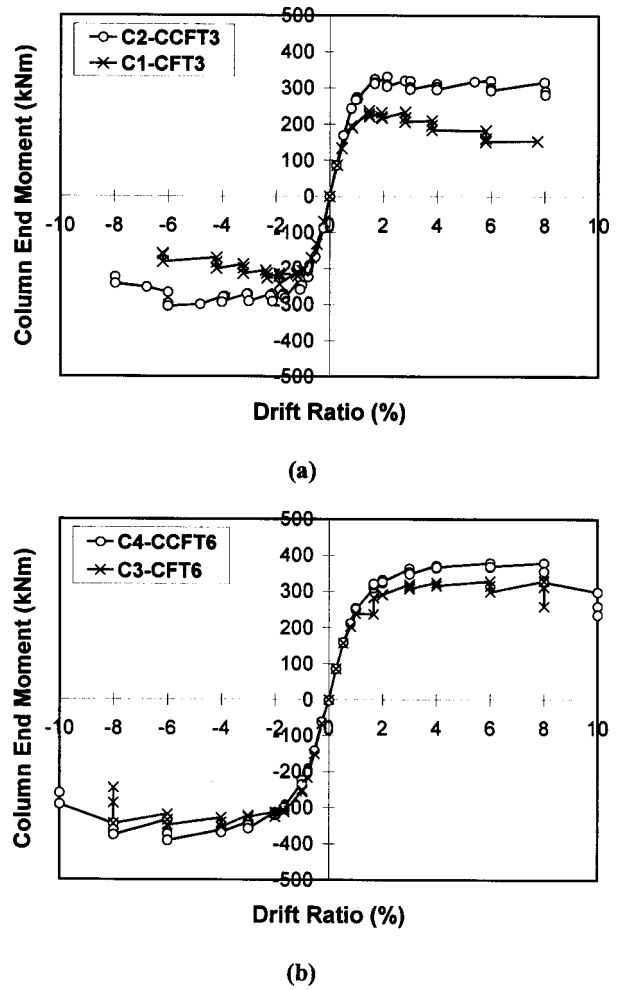 500
C2-CCFT3
C1-CFT3
400
300
200
100
0
-10 -8 -6 -4 -2 0 2 4 6 8 10
-100
-200
-300
-400
-500
Column End Moment (kNm)
Drift Ratio (%)
(a)
500
C4-CCFT6
C3-CFT6
400
300
200
100
0
-10 -8 -6 -4 -2 0 2 4 6 8 10
-100
-200
-300
-400
-500
Column End Moment (kNm)
Drift Ratio (%)
(b)